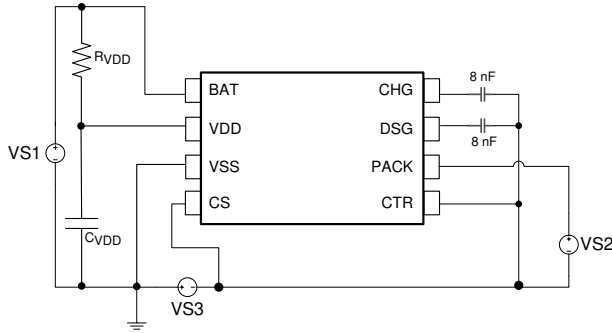 RVDD
BAT
CHG
8 nF
VDD
DSG
8 nF
VS1
VSS
PACK
CS
CTR
CVDD
VS2
VS3